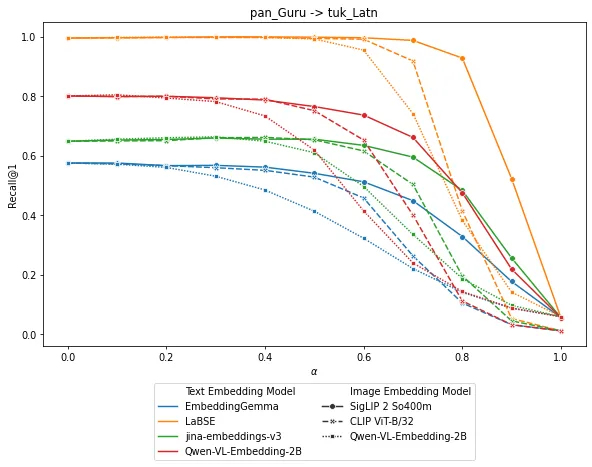 pan_Guru -> tuk_Latn
1.0
0.8
0.6
0.4
0.2
0.0
Recall@1
0.0 0.2 0.4 0.6 0.8 1.0
α
Text Embedding Model Image Embedding Model
EmbeddingGemma SigLIP 2 So400m
LaBSE CLIP ViT-B/32
jina-embeddings-v3 Qwen-VL-Embedding-2B
Qwen-VL-Embedding-2B